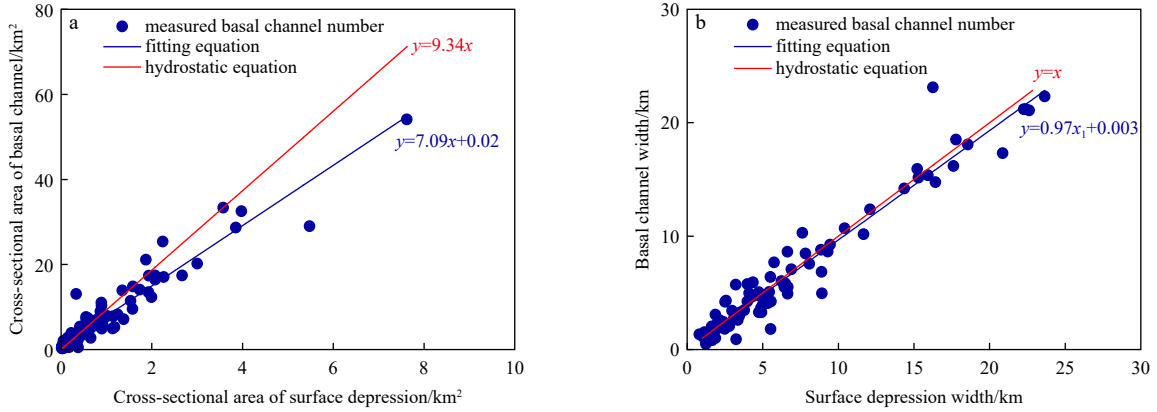 a
measured basal channel number
fitting equation
hydrostatic equation
y=9.34x
y=7.09x+0.02
80
60
40
20
0
0 2 4 6 8 10
Cross-sectional area of basal channel/km²
Cross-sectional area of surface depression/km²
b
measured basal channel number
fitting equation
hydrostatic equation
y=x
y=0.97x₁+0.003
30
20
10
0
0 5 10 15 20 25 30
Basal channel width/km
Surface depression width/km